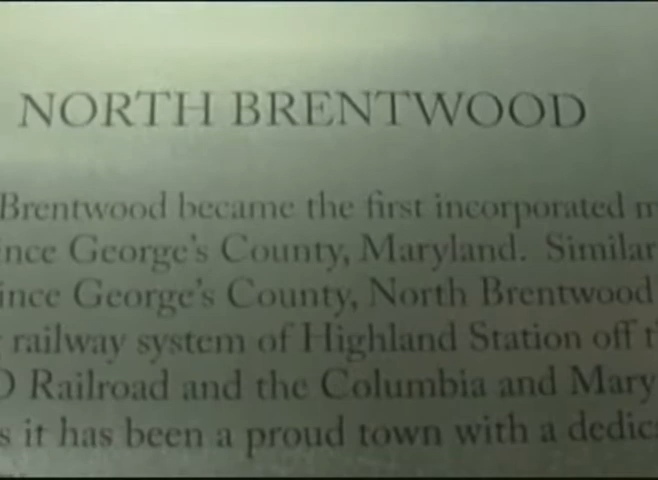 NORTH BRENTWOOD
Brentwood became the first incorporated m
nce George's County, Maryland. Similar
ince George's County, North Brentwood
railway system of Highland Station off t
O Railroad and the Columbia and Mary
s it has been a proud town with a dedic